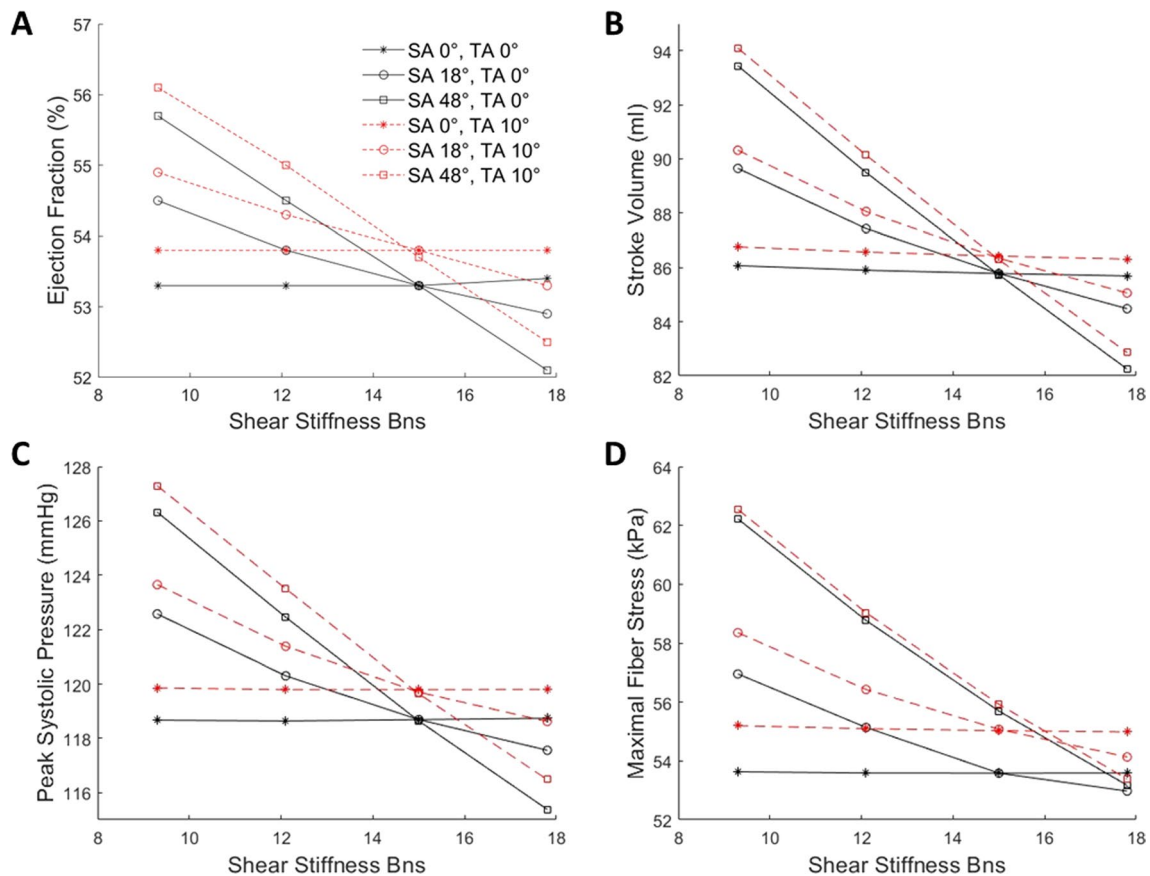 A
57
56
55
54
53
52
Ejection Fraction (%)
SA 0°, TA 0°
SA 18°, TA 0°
SA 48°, TA 0°
SA 0°, TA 10°
SA 18°, TA 10°
SA 48°, TA 10°
8 10 12 14 16 18
Shear Stiffness Bns
B
94
92
90
88
86
84
82
Stroke Volume (ml)
8 10 12 14 16 18
Shear Stiffness Bns
C
128
126
124
122
120
118
116
Peak Systolic Pressure (mmHg)
8 10 12 14 16 18
Shear Stiffness Bns
D
64
62
60
58
56
54
52
Maximal Fiber Stress (kPa)
8 10 12 14 16 18
Shear Stiffness Bns